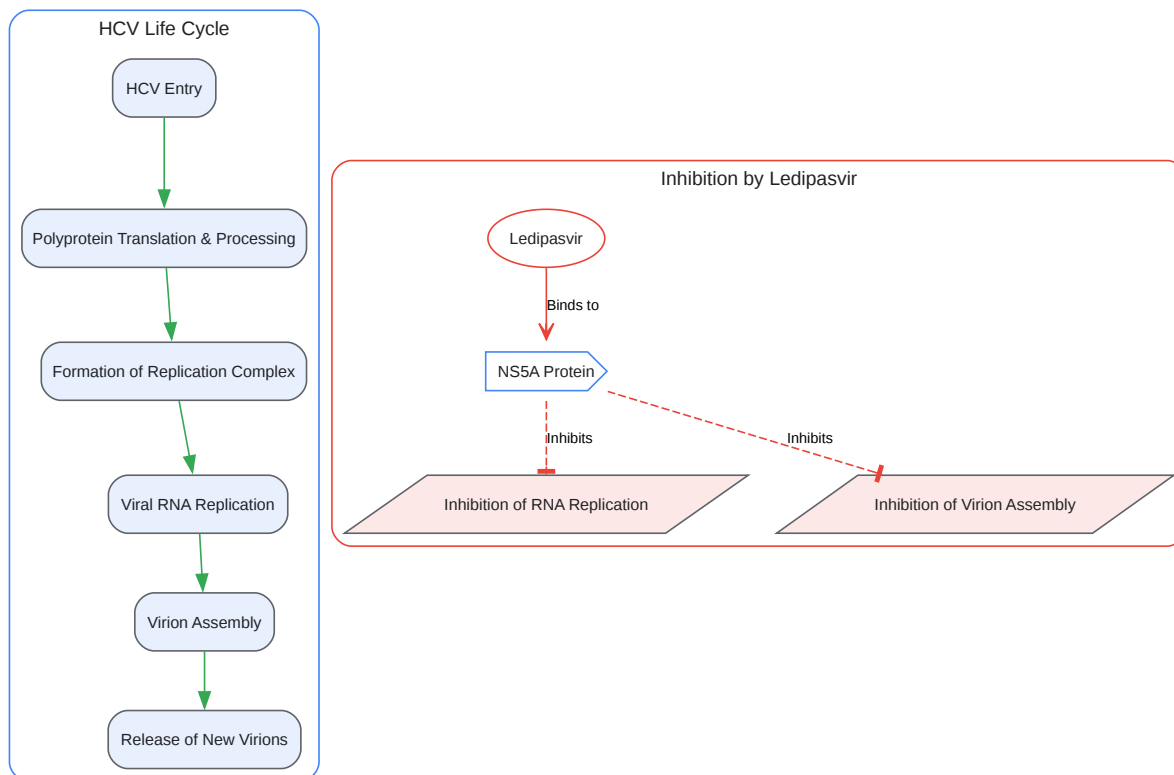 HCV Life Cycle
HCV Entry
Polyprotein Translation & Processing
Formation of Replication Complex
Viral RNA Replication
Virion Assembly
Release of New Virions
Inhibition by Ledipasvir
Ledipasvir
Binds to
NS5A Protein
Inhibits
Inhibits
Inhibition of RNA Replication
Inhibition of Virion Assembly